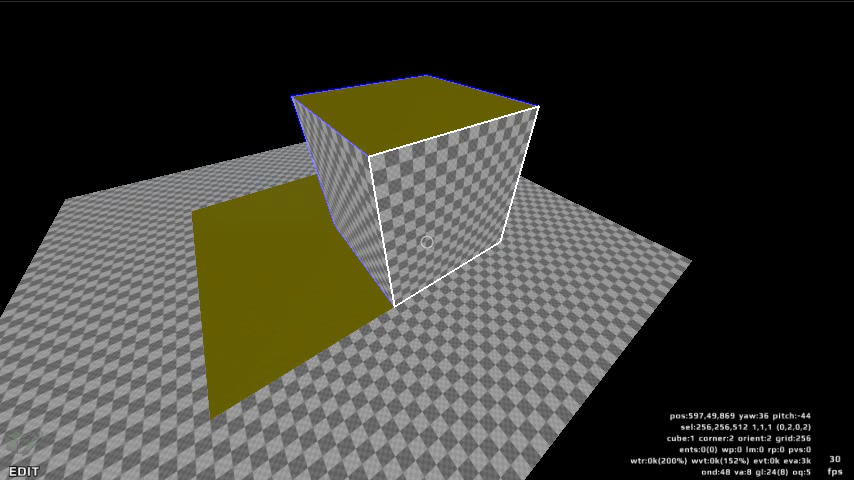 pos:597,49,869 yaw:36 pitch:-44
sel:256,256,512 1,1,1 (0,2,0,2)
cube:1 corner:2 orient:2 grid:256
ents:0(0) wp:0 lm:0 rp:0 pvs:0
wtr:0k(200%) wvt:0k(152%) evt:0k eva:3k
ond:48 va:8 gl:24(8) oq:5
30
fps
EDIT